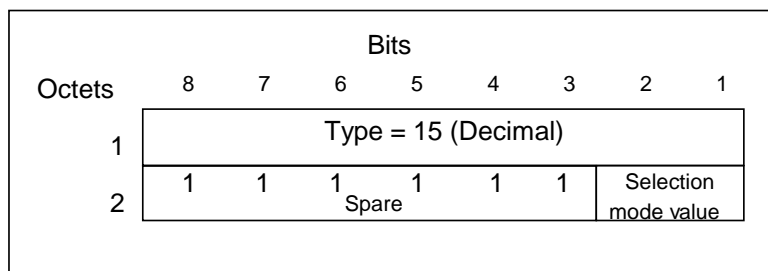 Bits
Octets 8 7 6 5 4 3 2 1
1 Type = 15 (Decimal)
2 1 1 1 1 1 1 Selection
Spare mode value